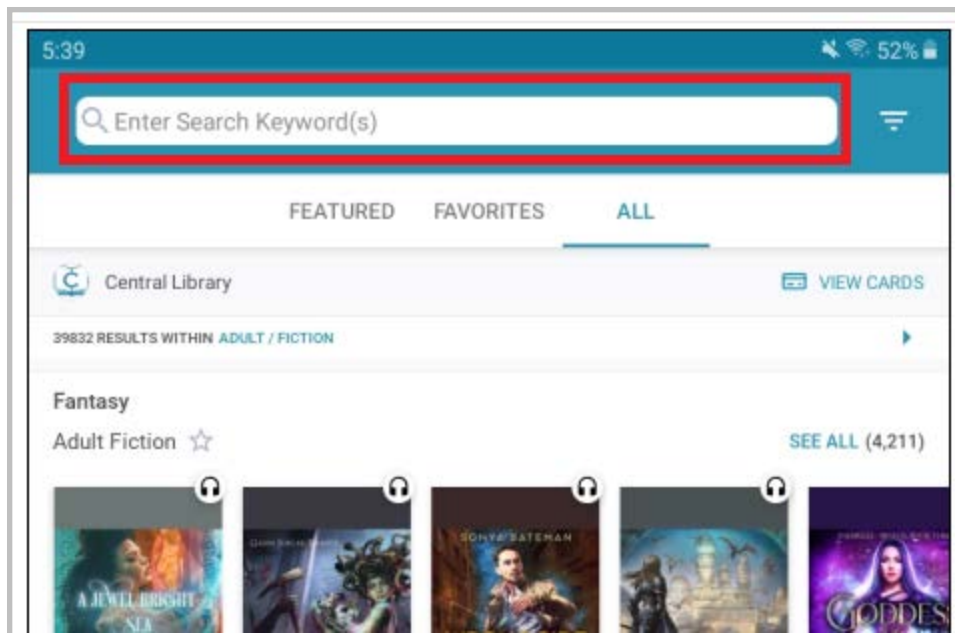 5:39
52%
Enter Search Keyword(s)
FEATURED FAVORITES ALL
Central Library
VIEW CARDS
39832 RESULTS WITHIN ADULT / FICTION
Fantasy
Adult Fiction
SEE ALL (4,211)
A JEWEL BRIGHT
SEA
SONYA BATEMAN
GODDES